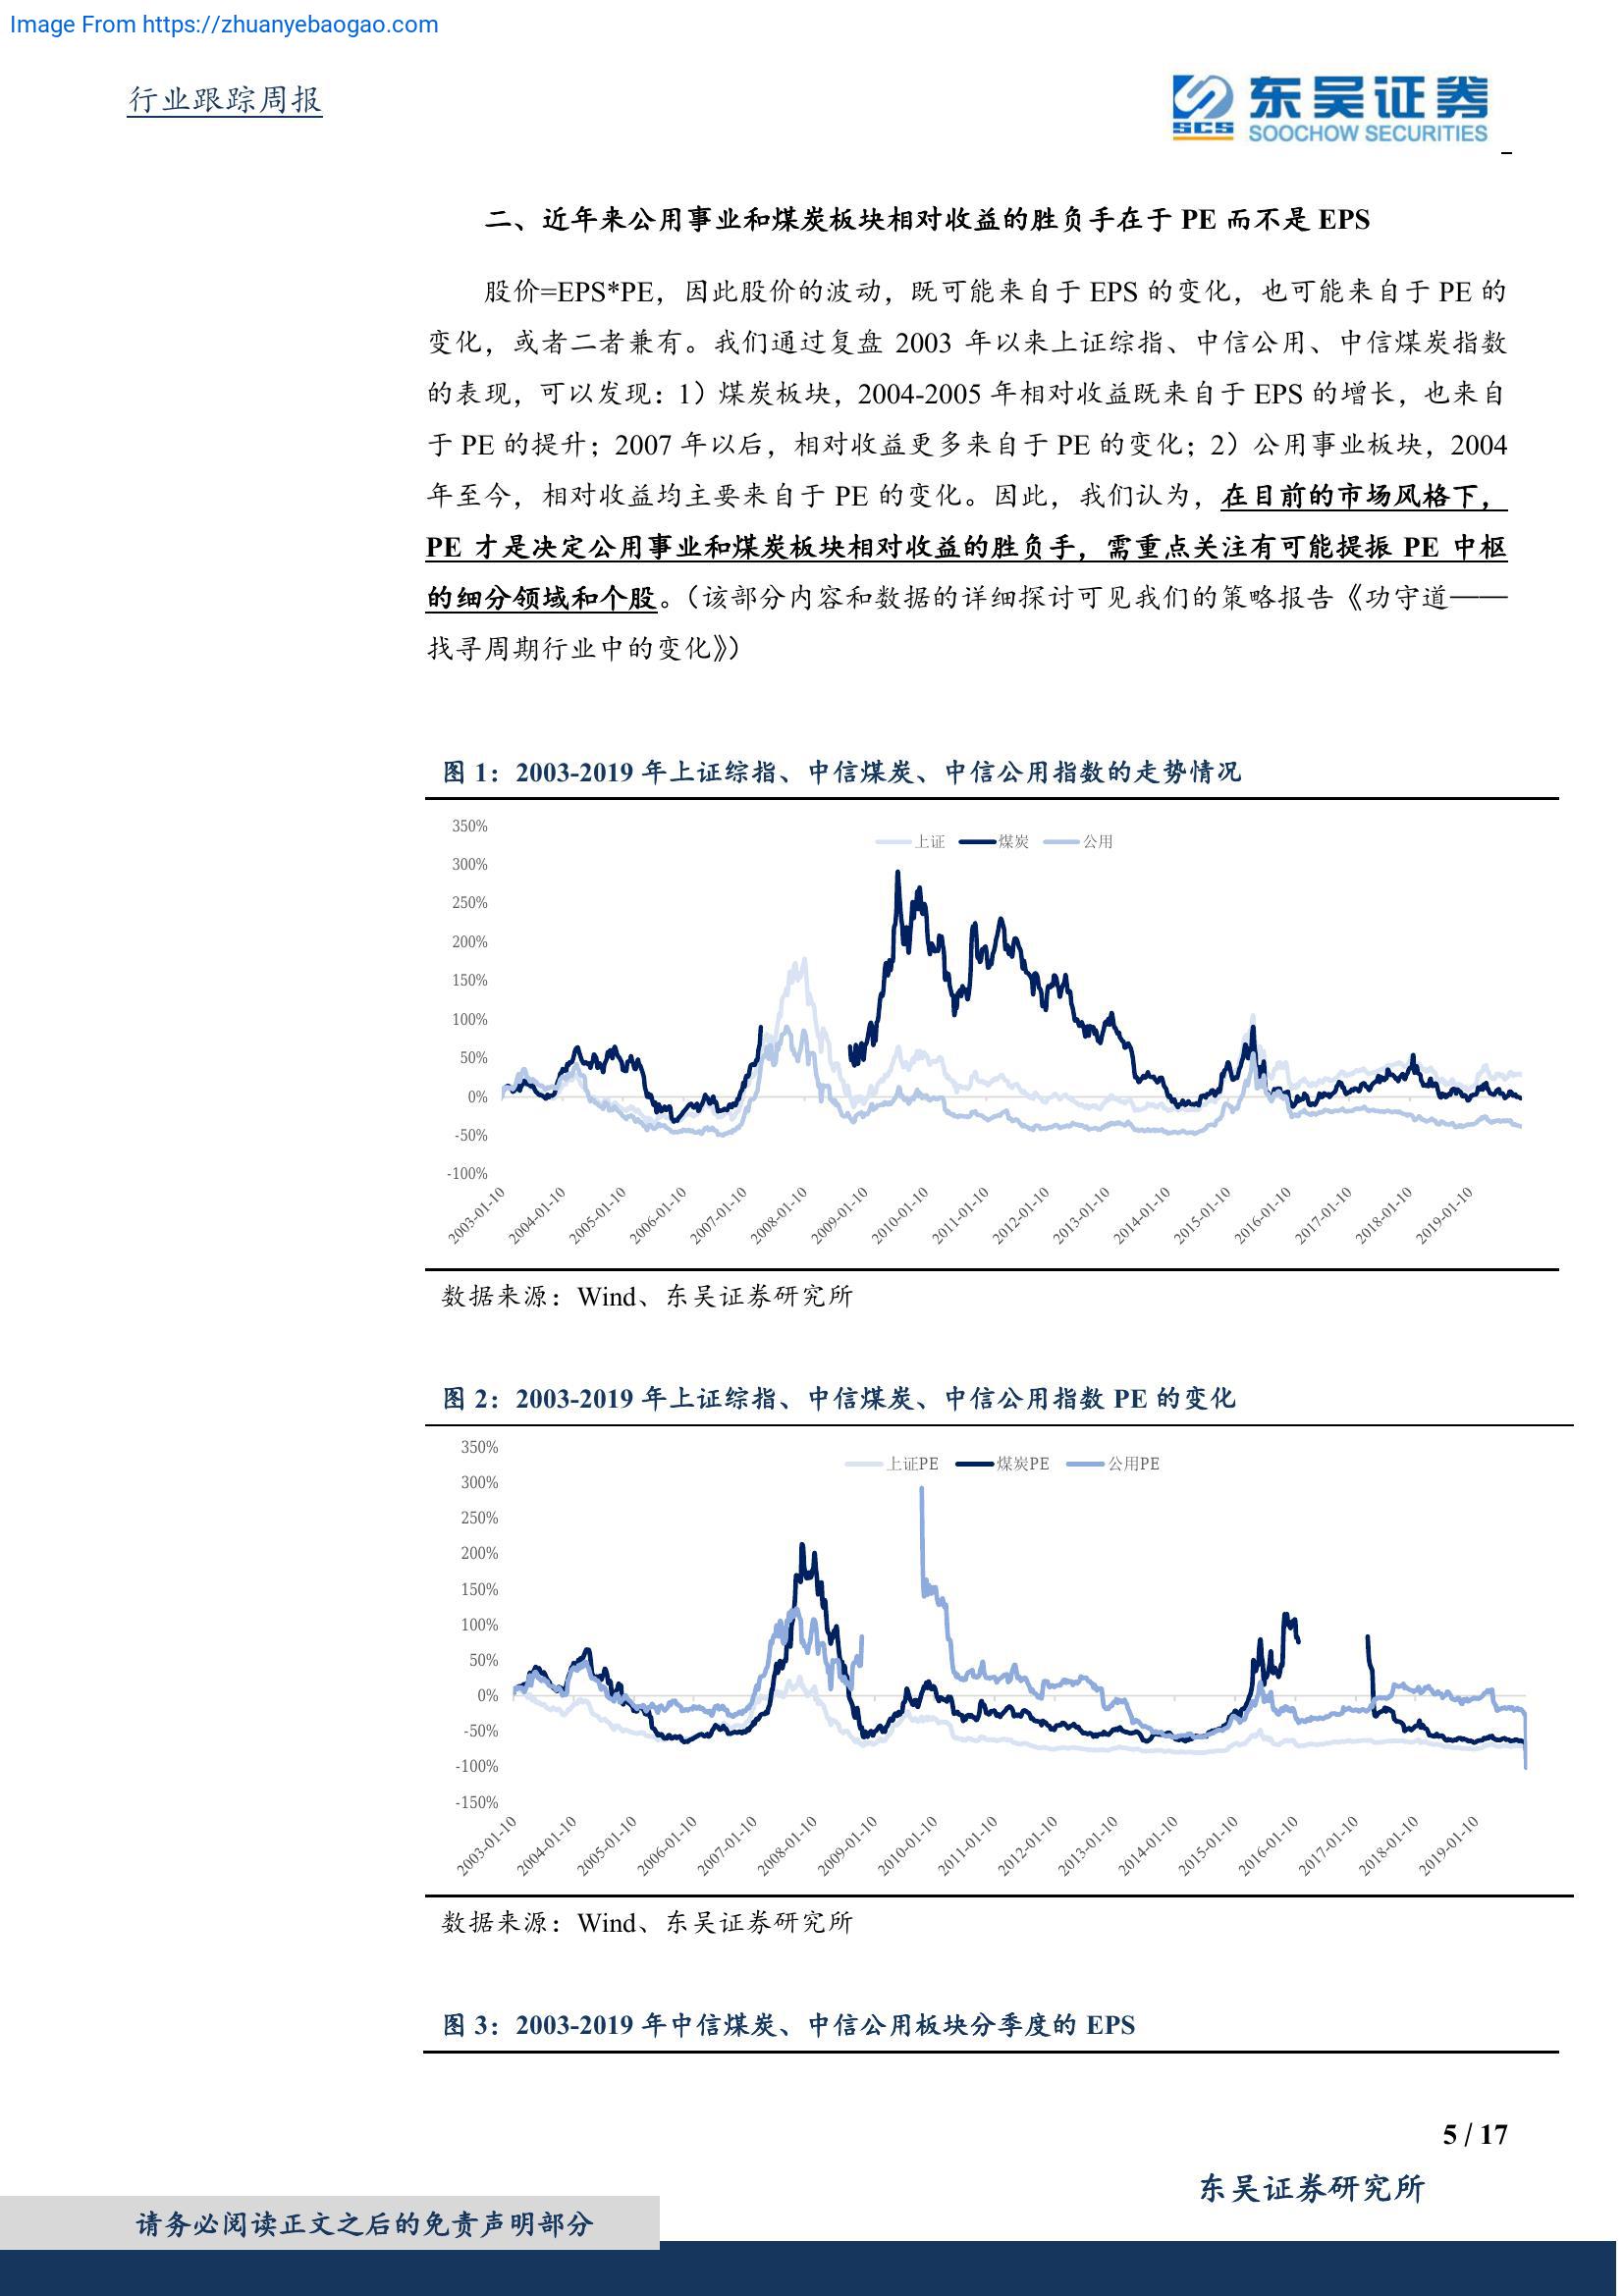 Image From https://zhuanyebaogao.com
行业跟踪周报
SCS
东吴证券
SOOCHOW SECURITIES
二、近年来公用事业和煤炭板块相对收益的胜负手在于 PE 而不是 EPS
股价=EPS*PE，因此股价的波动，既可能来自于 EPS 的变化，也可能来自于 PE 的
变化，或者二者兼有。我们通过复盘 2003 年以来上证综指、中信公用、中信煤炭指数
的表现，可以发现：1）煤炭板块，2004-2005 年相对收益既来自于 EPS 的增长，也来自
于 PE 的提升；2007 年以后，相对收益更多来自于 PE 的变化；2）公用事业板块，2004
年至今，相对收益均主要来自于 PE 的变化。因此，我们认为，在目前的市场风格下，
PE 才是决定公用事业和煤炭板块相对收益的胜负手，需重点关注有可能提振 PE 中枢
的细分领域和个股。（该部分内容和数据的详细探讨可见我们的策略报告《功守道——
找寻周期行业中的变化》）
图 1：2003-2019 年上证综指、中信煤炭、中信公用指数的走势情况
上证 煤炭 公用
350%
300%
250%
200%
150%
100%
50%
0%
-50%
-100%
2003-01-10
2004-01-10
2005-01-10
2006-01-10
2007-01-10
2008-01-10
2009-01-10
2010-01-10
2011-01-10
2012-01-10
2013-01-10
2014-01-10
2015-01-10
2016-01-10
2017-01-10
2018-01-10
2019-01-10
数据来源：Wind、东吴证券研究所
图 2：2003-2019 年上证综指、中信煤炭、中信公用指数 PE 的变化
上证PE 煤炭PE 公用PE
350%
300%
250%
200%
150%
100%
50%
0%
-50%
-100%
-150%
2003-01-10
2004-01-10
2005-01-10
2006-01-10
2007-01-10
2008-01-10
2009-01-10
2010-01-10
2011-01-10
2012-01-10
2013-01-10
2014-01-10
2015-01-10
2016-01-10
2017-01-10
2018-01-10
2019-01-10
数据来源：Wind、东吴证券研究所
图 3：2003-2019 年中信煤炭、中信公用板块分季度的 EPS
5 / 17
东吴证券研究所
请务必阅读正文之后的免责声明部分